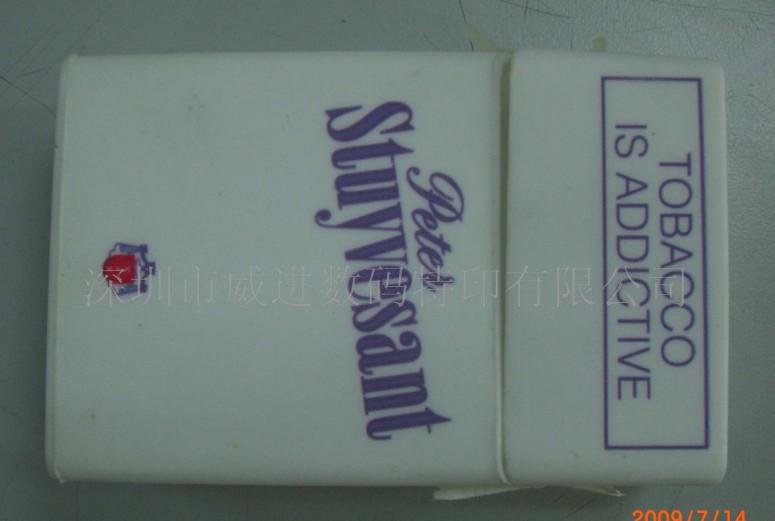 TOBACCO
IS ADDICTIVE
Peter
Stuyvesant
深圳市威进数码特印有限公司
2009/7/14